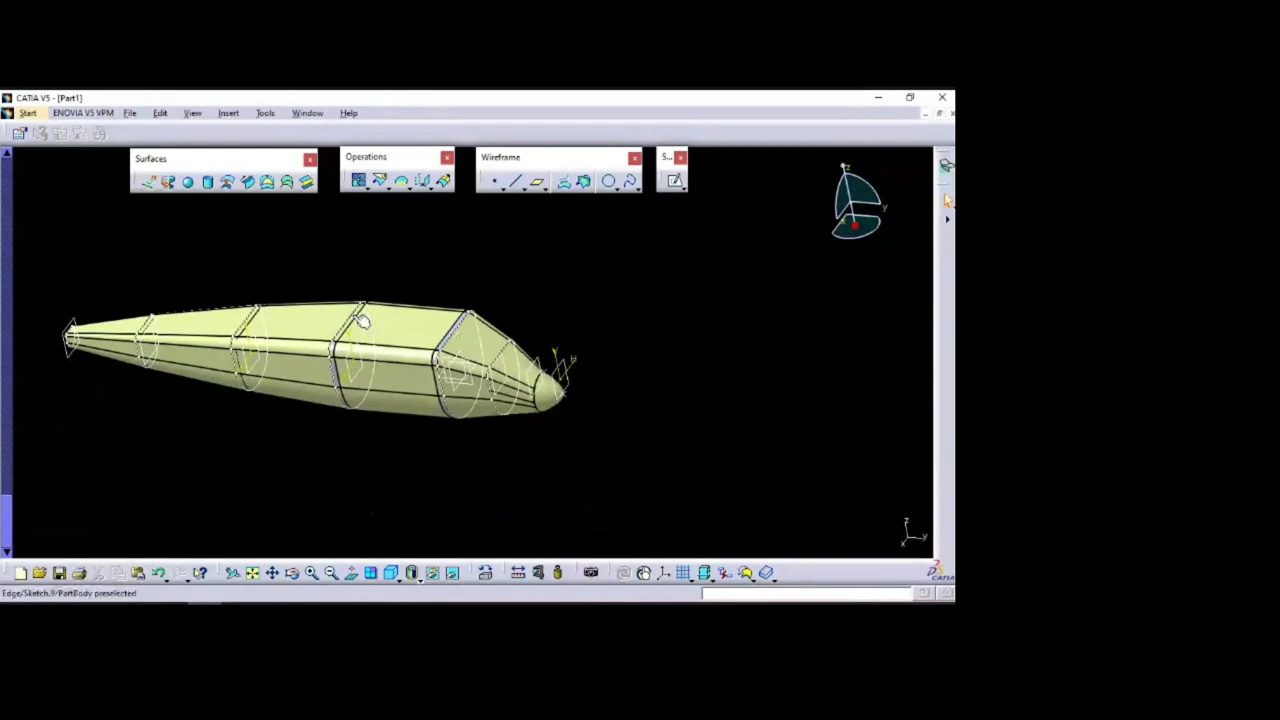 CATIA V5 - [Part1]
Start ENOVIA V5 VPM File Edit View Insert Tools Window Help
Surfaces
Operations
Wireframe
S...
z
y
x
z
y
x
CATIA
Edge/Sketch.9/PartBody preselected